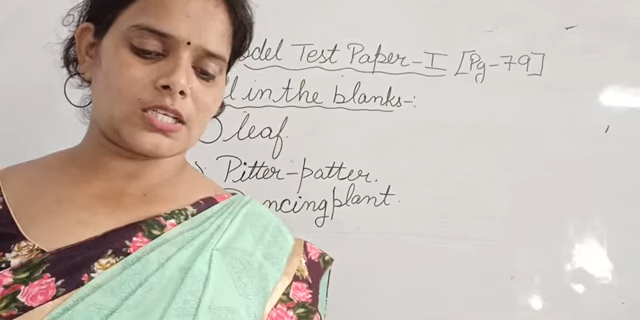 odel Test Paper-I [Pg-79]
l in the blanks-:
leaf.
Pitter-patter.
ncing plant.